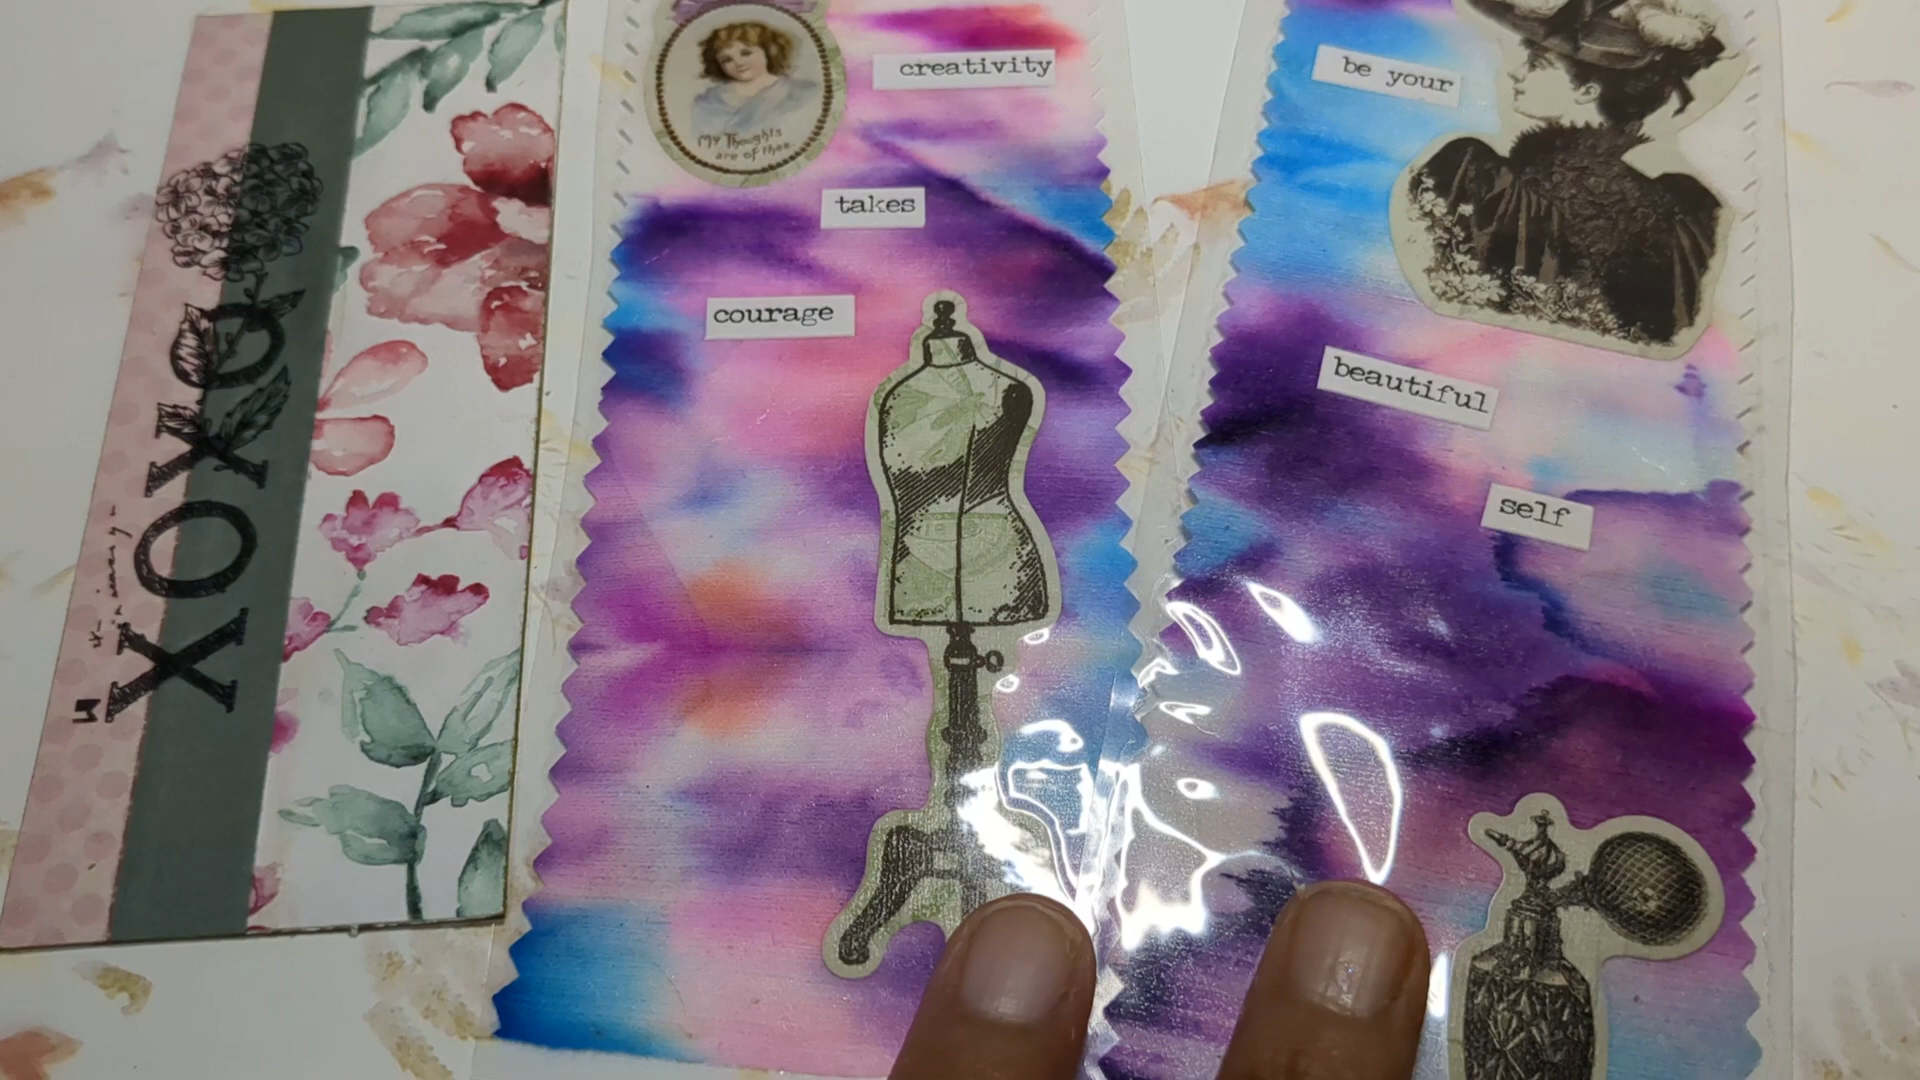 XOXO
My Thoughts
are of thee
creativity
takes
courage
be your
beautiful
self